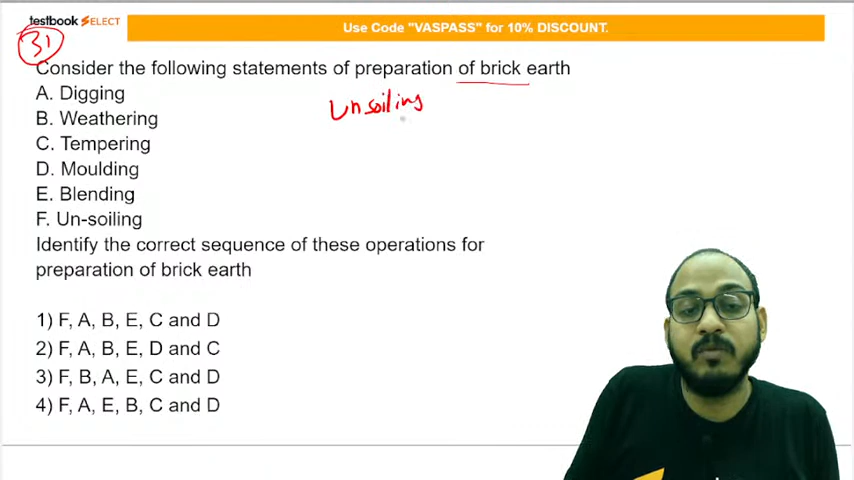 testbook SELECT
Use Code "VASPASS" for 10% DISCOUNT.
31
Consider the following statements of preparation of brick earth
A. Digging
Unsoiling
B. Weathering
C. Tempering
D. Moulding
E. Blending
F. Un-soiling
Identify the correct sequence of these operations for
preparation of brick earth
1) F, A, B, E, C and D
2) F, A, B, E, D and C
3) F, B, A, E, C and D
4) F, A, E, B, C and D